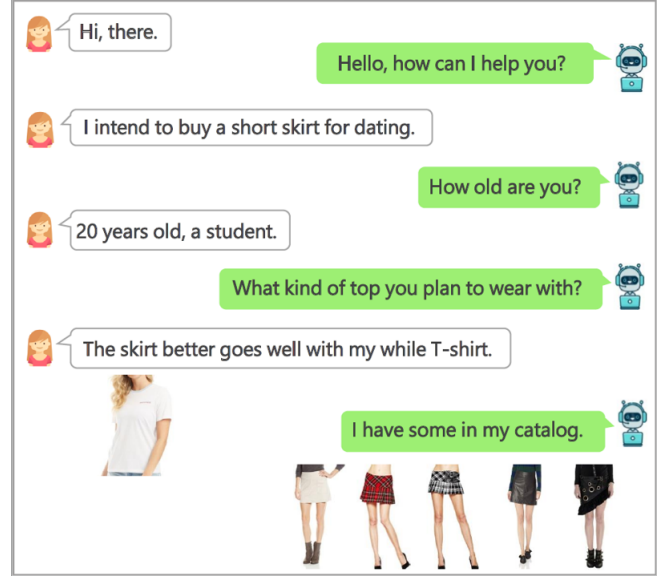 Hi, there.
Hello, how can I help you?
I intend to buy a short skirt for dating.
How old are you?
20 years old, a student.
What kind of top you plan to wear with?
The skirt better goes well with my while T-shirt.
I have some in my catalog.